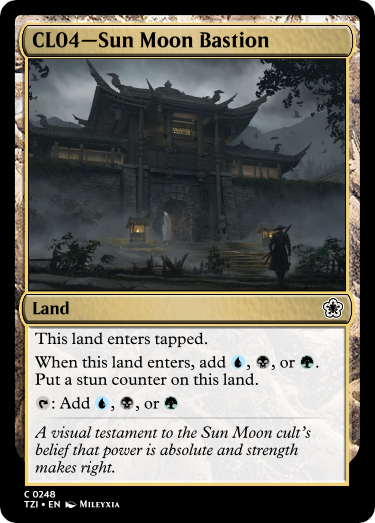 CL04—Sun Moon Bastion
Land
This land enters tapped.
When this land enters, add , , or .
Put a stun counter on this land.
: Add , , or
A visual testament to the Sun Moon cult's
belief that power is absolute and strength
makes right.
C 0248
TZI • EN Mileyxia